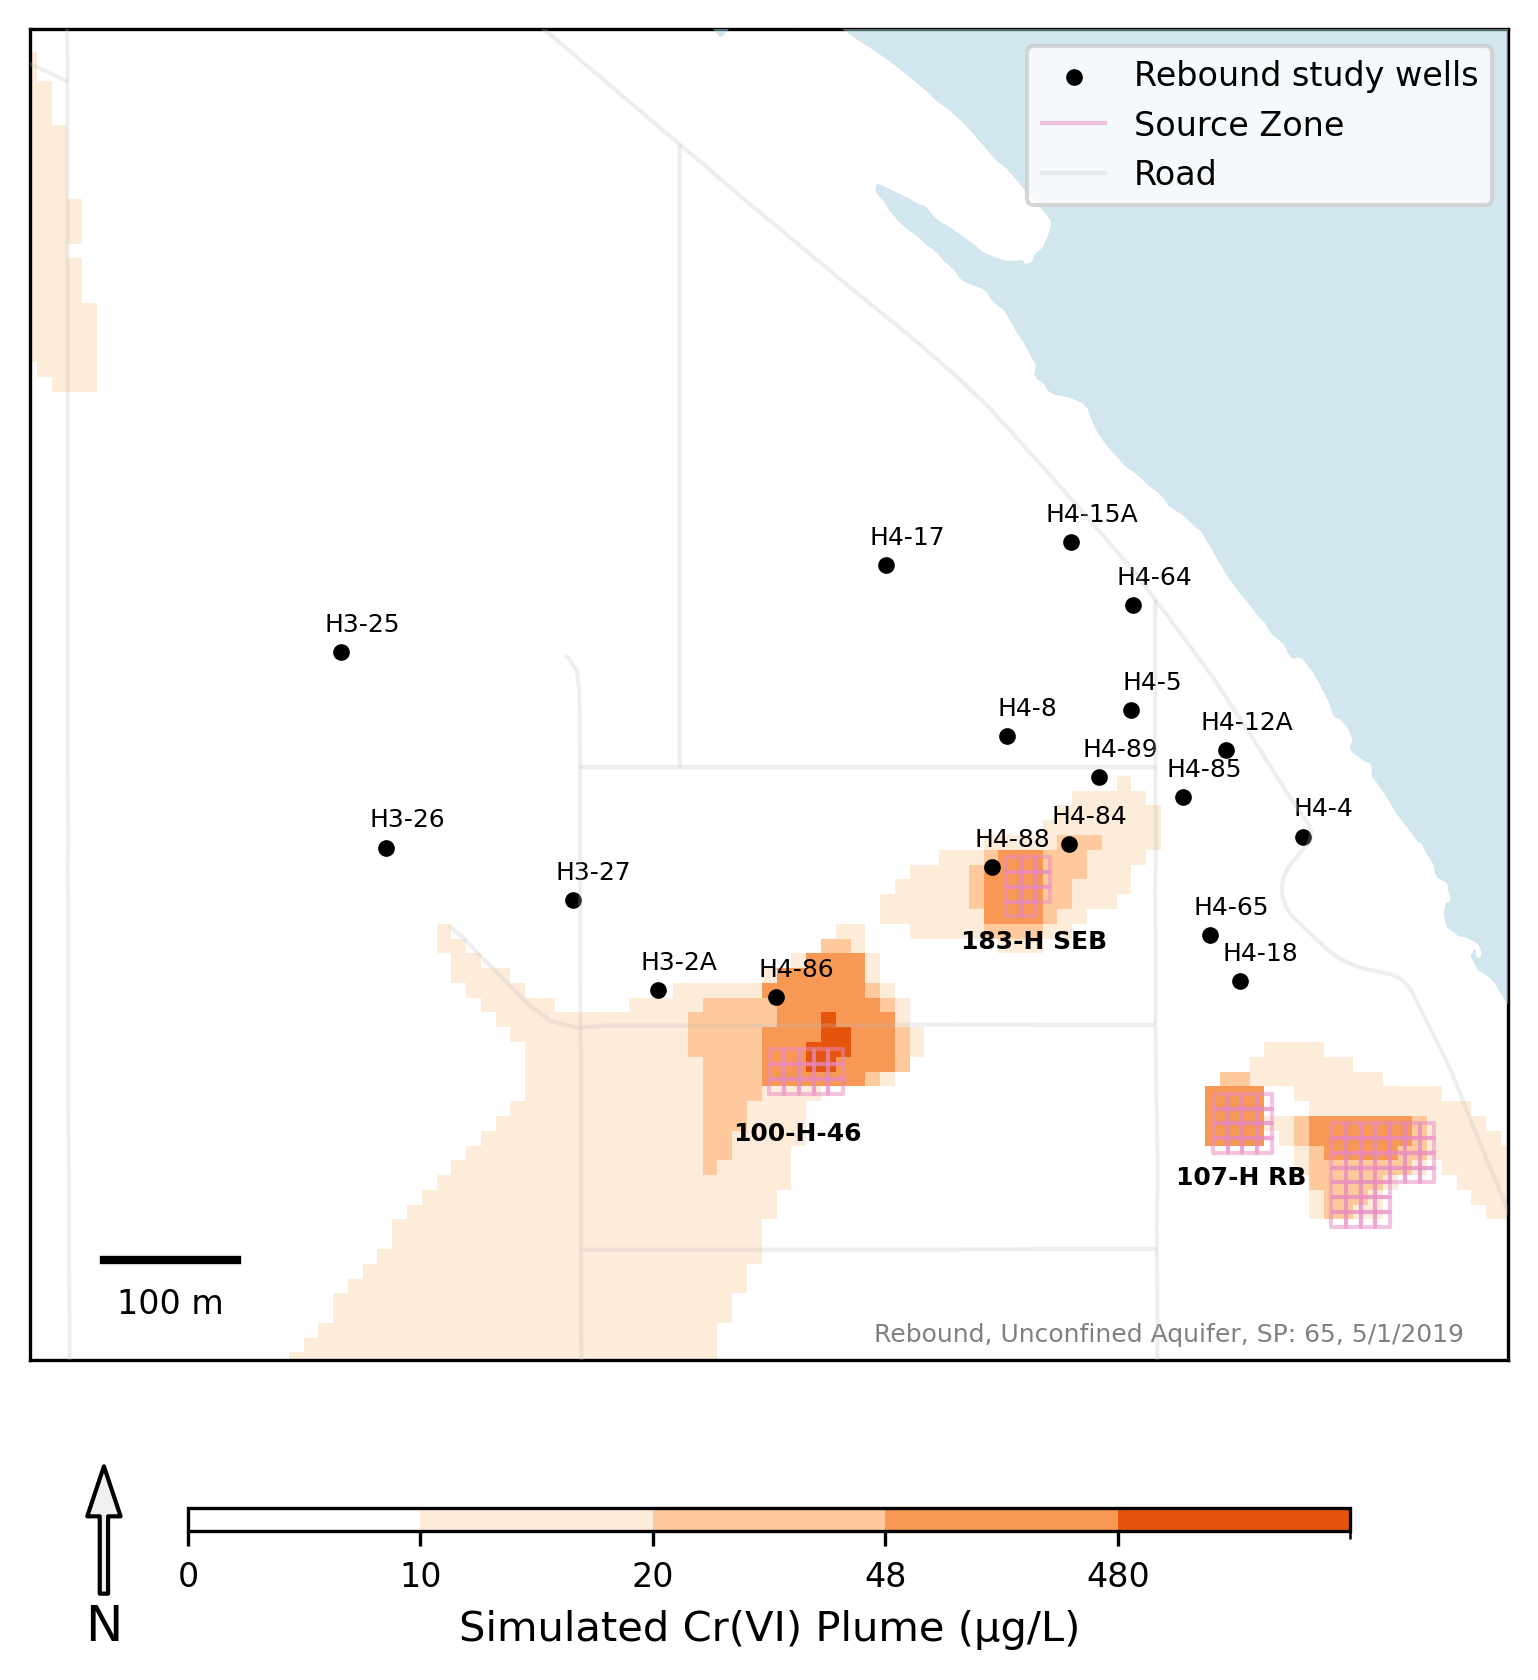 Rebound study wells
Source Zone
Road
H4-15A
H4-17
H4-64
H3-25
H4-5
H4-8
H4-12A
H4-89
H4-85
H4-4
H4-84
H3-26
H4-88
H3-27
H4-65
183-H SEB
H4-18
H3-2A
H4-86
100-H-46
107-H RB
100 m
Rebound, Unconfined Aquifer, SP: 65, 5/1/2019
0 10 20 48 480
N
Simulated Cr(VI) Plume (µg/L)